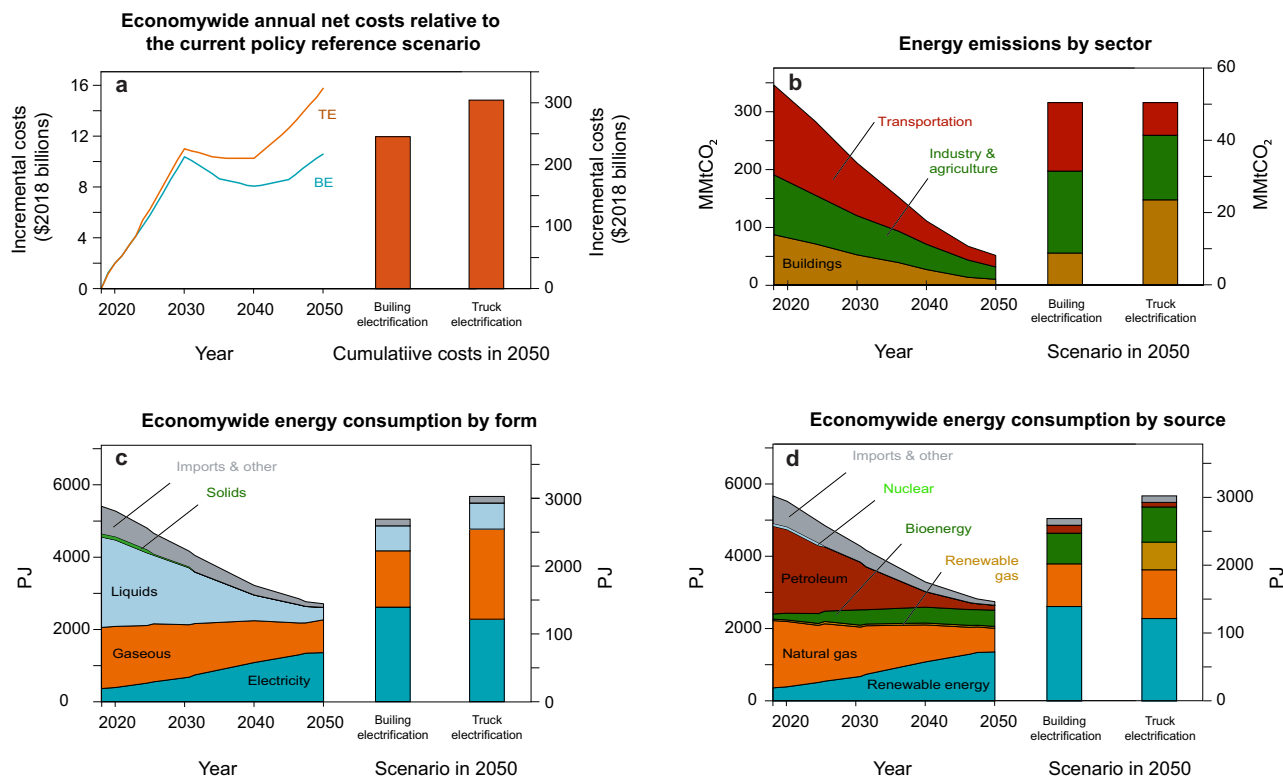 Economywide annual net costs relative to
the current policy reference scenario
a
16
12
8
4
0
Incremental costs
($2018 billions)
TE
BE
300
200
100
0
Incremental costs
($2018 billions)
2020
2030
2040
2050
Builing
electrification
Truck
electrification
Year
Cumulatiive costs in 2050
Energy emissions by sector
b
300
200
100
0
MMtCO₂
Transportation
Industry &
agriculture
Buildings
60
40
20
0
MMtCO₂
2020
2030
2040
2050
Builing
electrification
Truck
electrification
Year
Scenario in 2050
Economywide energy consumption by form
c
6000
4000
2000
0
PJ
Imports & other
Solids
Liquids
Gaseous
Electricity
3000
2000
1000
0
PJ
2020
2030
2040
2050
Builing
electrification
Truck
electrification
Year
Scenario in 2050
Economywide energy consumption by source
d
6000
4000
2000
0
PJ
Imports & other
Nuclear
Bioenergy
Renewable
gas
Petroleum
Natural gas
Renewable energy
3000
2000
1000
0
PJ
2020
2030
2040
2050
Building
electrification
Truck
electrification
Year
Scenario in 2050